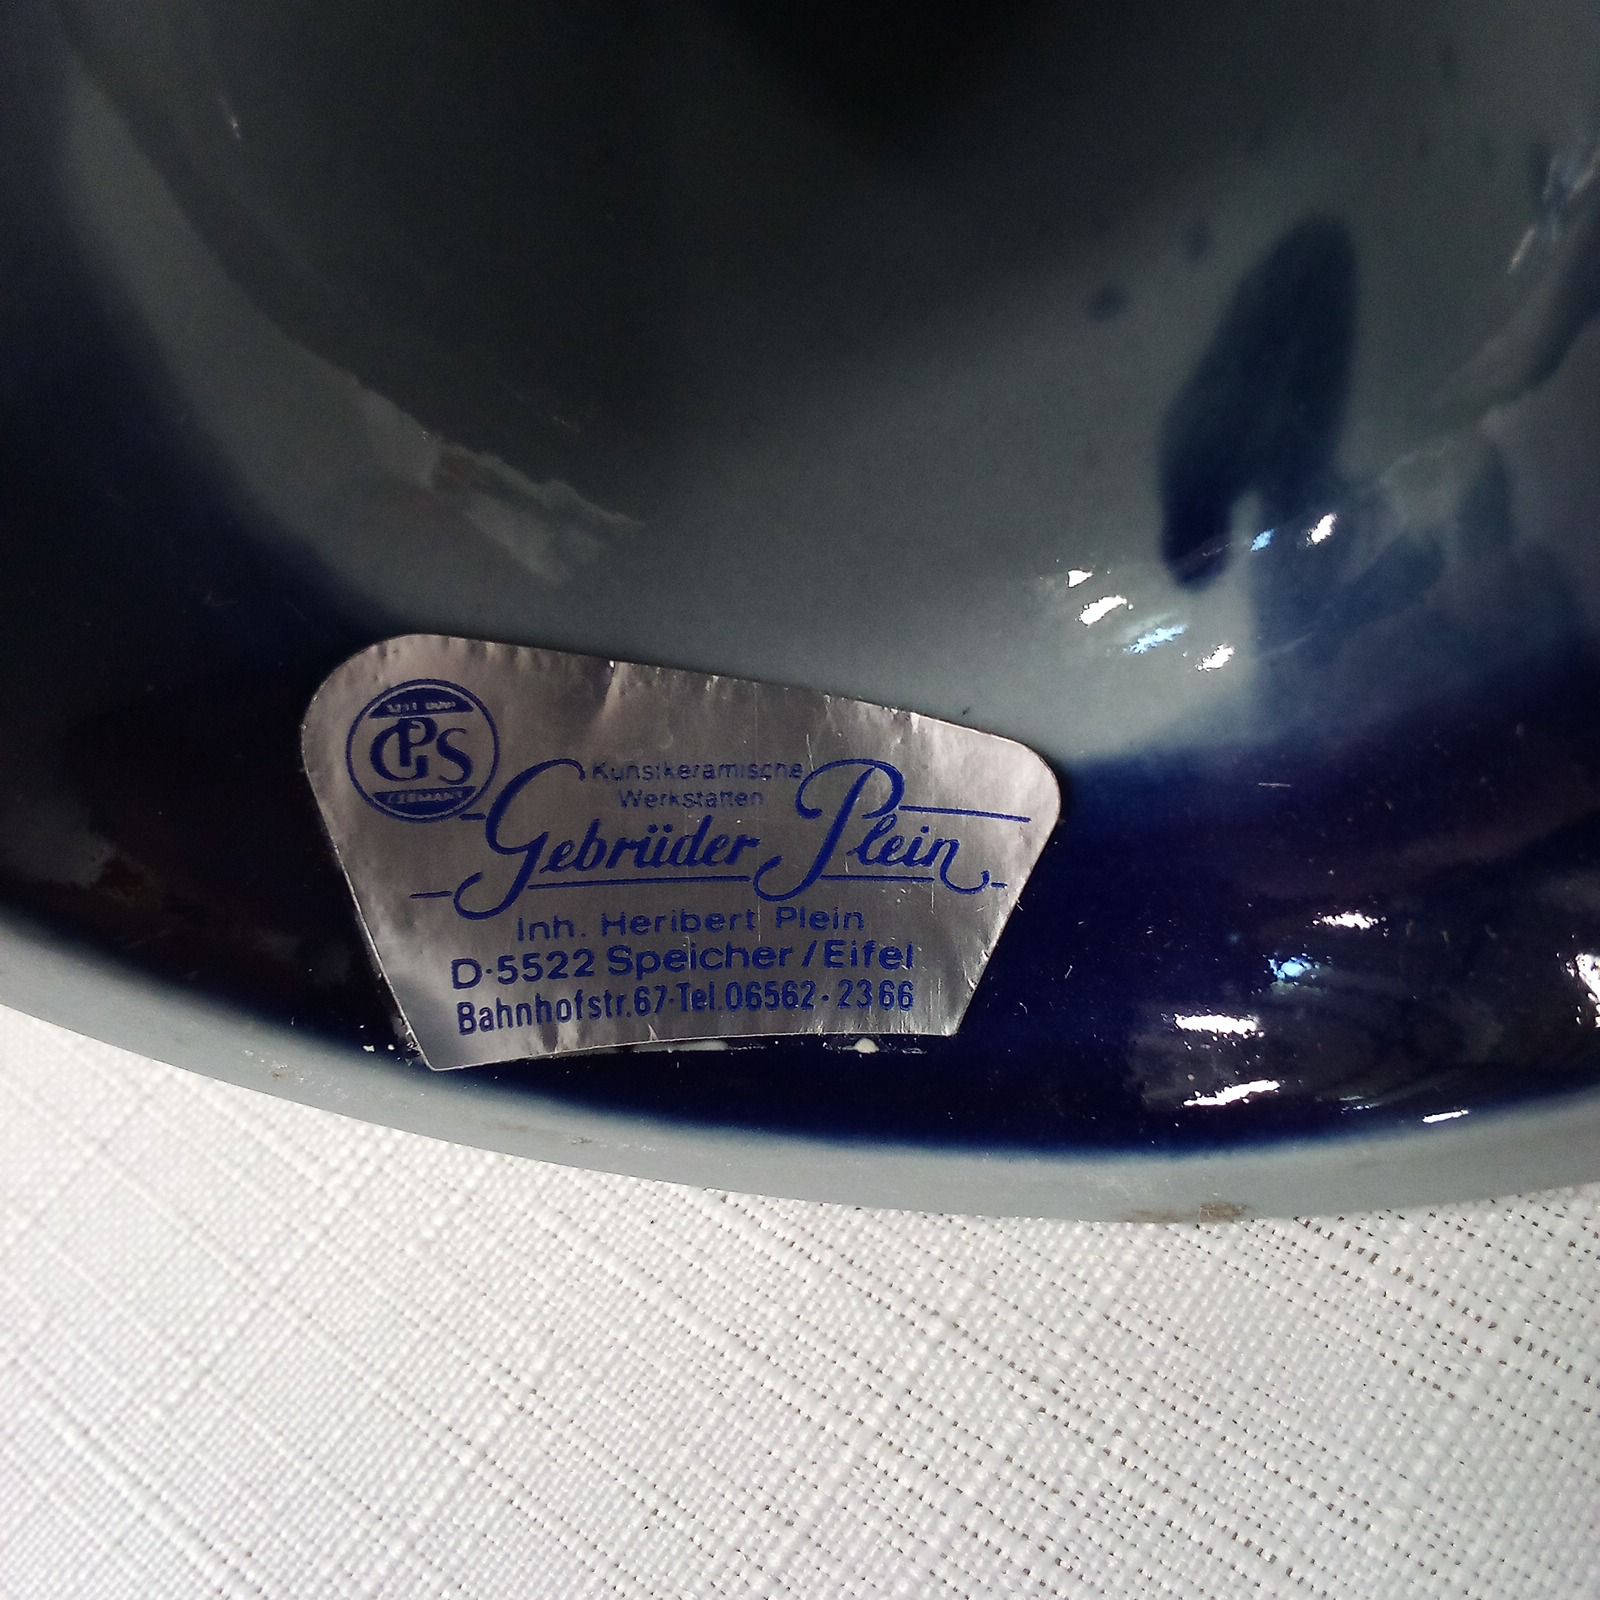 GPS
GERMANY
Kunstkeramische
Werkstätten
Gebrüder Plein
Inh. Heribert Plein
D-5522 Speicher/Eifel
Bahnhofstr.67·Tel.06562-2366